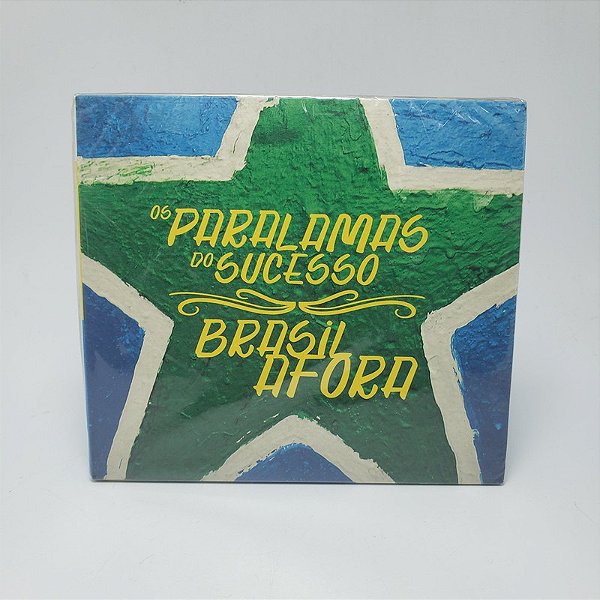 OS PARALAMAS
DO SUCESSO
BRASIL
AFORA